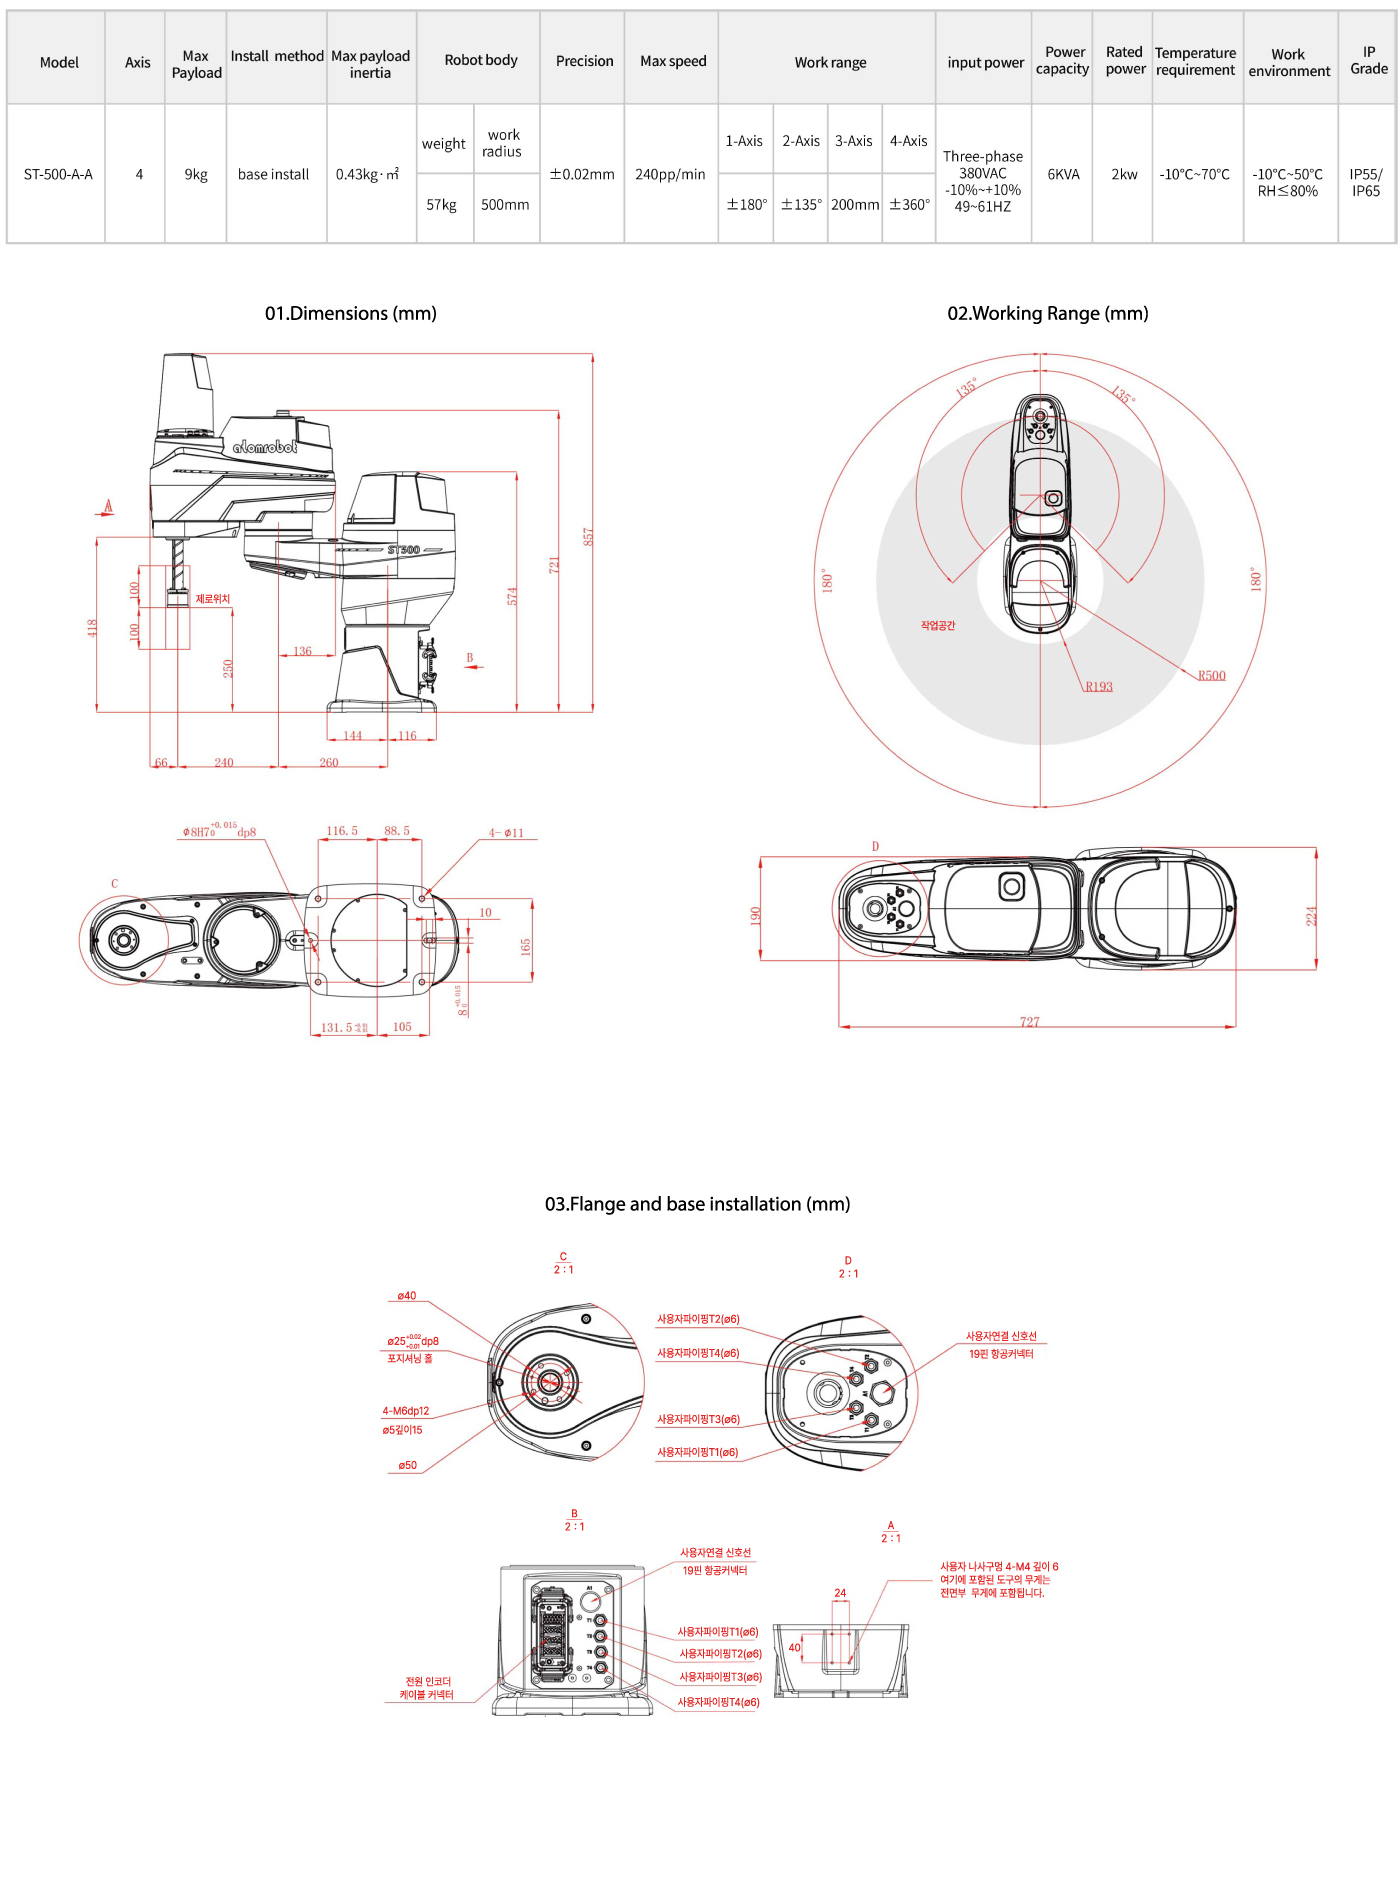 Model
Axis
Max
Payload
Install method
Max payload
inertia
Robot body
Precision
Max speed
Work range
input power
Power
capacity
Rated
power
Temperature
requirement
Work
environment
IP
Grade
ST-500-A-A
4
9kg
base install
0.43kg·㎡
weight
work
radius
57kg
500mm
±0.02mm
240pp/min
1-Axis
2-Axis
3-Axis
4-Axis
±180°
±135°
200mm
±360°
Three-phase
380VAC
-10%~+10%
49~61HZ
6KVA
2kw
-10℃~70℃
-10℃~50℃
RH≤80%
IP55/
IP65
01.Dimensions (mm)
02.Working Range (mm)
atomrobot
ST500
A
B
제로위치
100
100
418
250
136
574
721
857
144
116
66
240
260
135°
135°
180°
180°
작업공간
R193
R500
ø8H7 +0.015 0 dp8
116.5
88.5
4-ø11
C
10
165
8 +0.015 0
131.5
105
D
190
224
727
03.Flange and base installation (mm)
C
2 : 1
ø40
ø25 +0.02 +0.01 dp8
포지셔닝 홀
4-M6dp12
ø5깊이15
ø50
D
2 : 1
사용자파이핑T2(ø6)
사용자파이핑T4(ø6)
사용자파이핑T3(ø6)
사용자파이핑T1(ø6)
사용자연결 신호선
19핀 항공커넥터
T2
T4
A1
T3
T1
B
2 : 1
사용자연결 신호선
19핀 항공커넥터
A1
T1
T2
T3
T4
사용자파이핑T1(ø6)
사용자파이핑T2(ø6)
사용자파이핑T3(ø6)
사용자파이핑T4(ø6)
전원 인코더
케이블 커넥터
A
2 : 1
사용자 나사구멍 4-M4 깊이 6
여기에 포함된 도구의 무게는
전면부 무게에 포함됩니다.
24
40